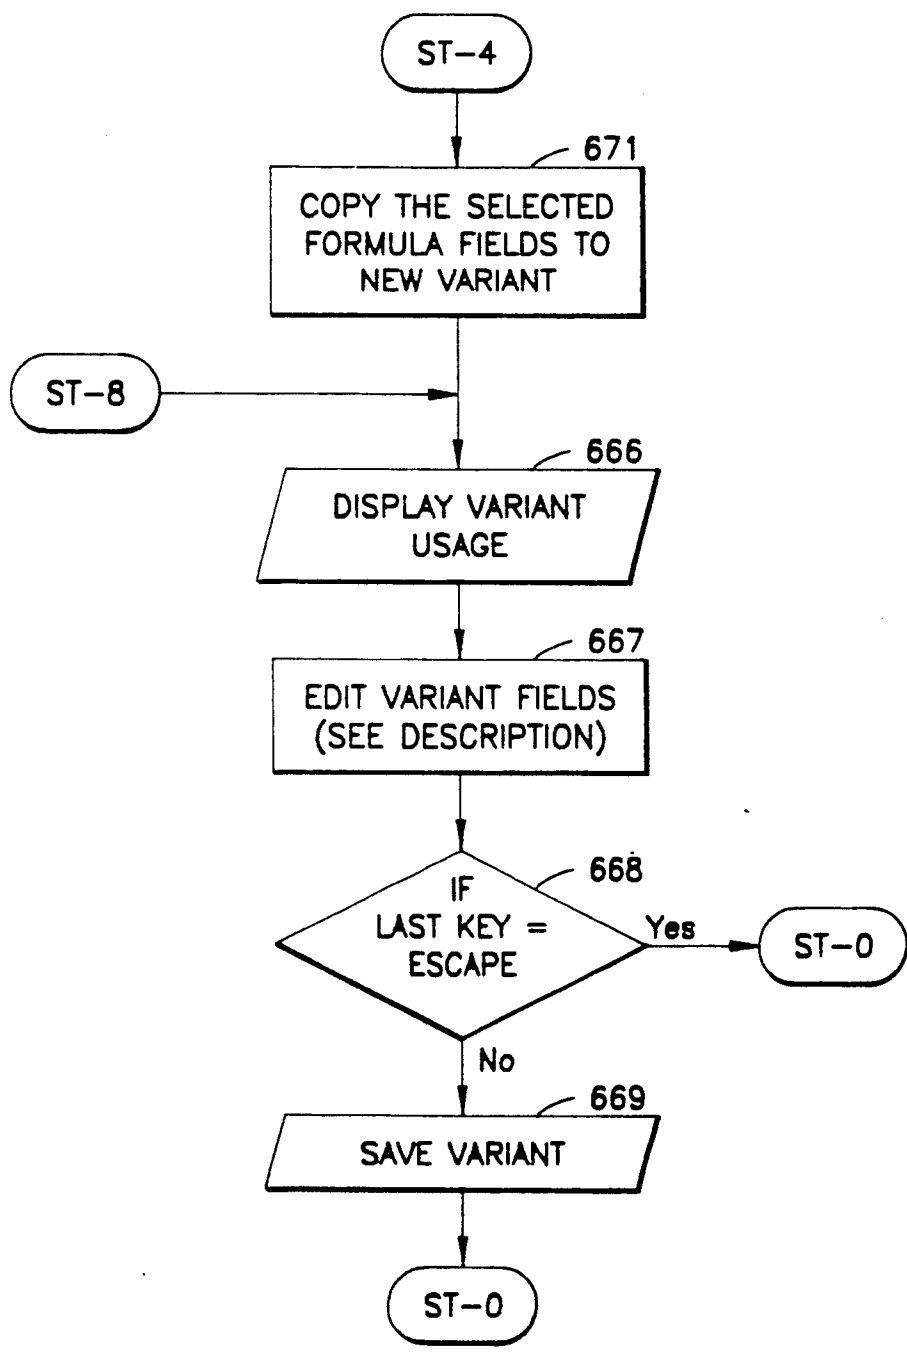 ST-4
671
COPY THE SELECTED
FORMULA FIELDS TO
NEW VARIANT
ST-8
666
DISPLAY VARIANT
USAGE
667
EDIT VARIANT FIELDS
(SEE DESCRIPTION)
668
IF
LAST KEY =
ESCAPE
Yes
ST-0
No
669
SAVE VARIANT
ST-0